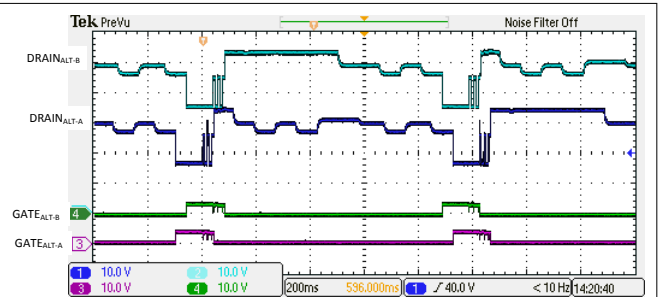 Tek PreVu
Noise Filter Off
T
T
DRAINALT-B
DRAINALT-A
GATEALT-B
4
GATEALT-A
3
1 10.0 V 2 10.0 V
3 10.0 V 4 10.0 V
200ms 596.000ms
1 40.0 V < 10 Hz
14:20:40